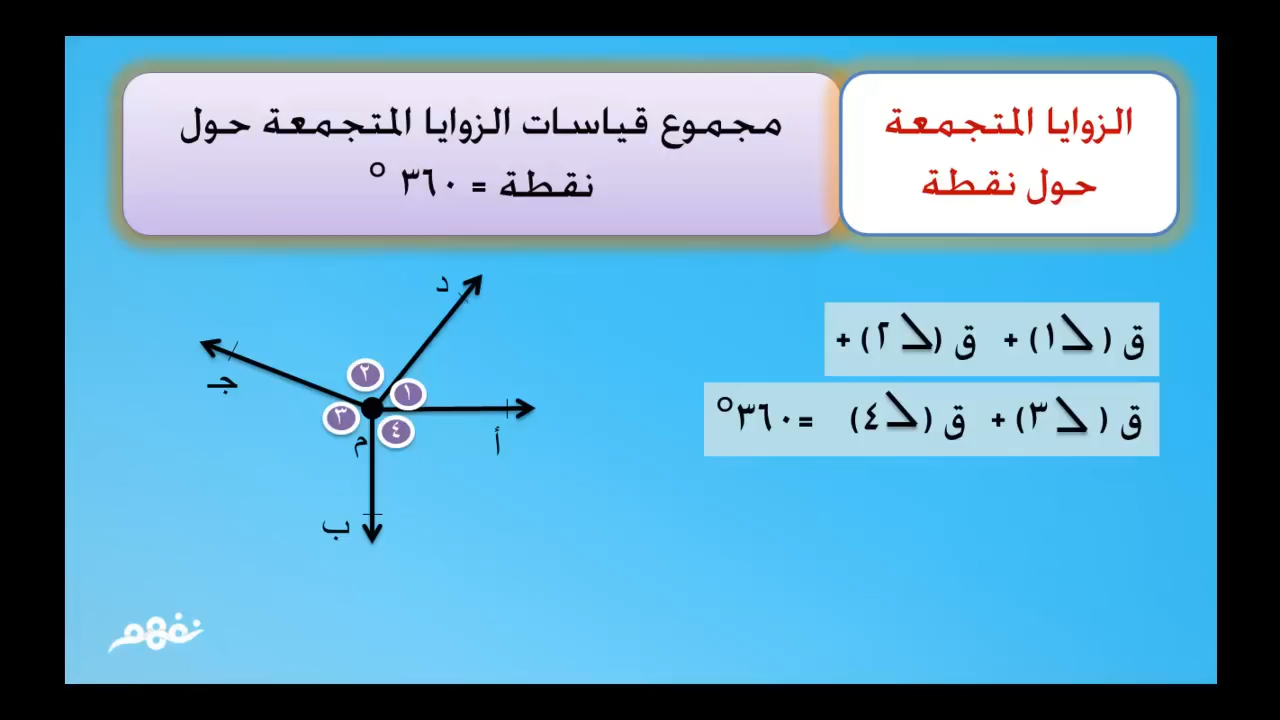 الزوايا المتجمعة
حول نقطة
مجموع قياسات الزوايا المتجمعة حول
نقطة = ٣٦٠ °
ق (∠١) + ق (∠٢) +
ق (∠٣) + ق (∠٤) = ٣٦٠°
د
جـ
٢
١
٣
٤
م
أ
ب
نفهم